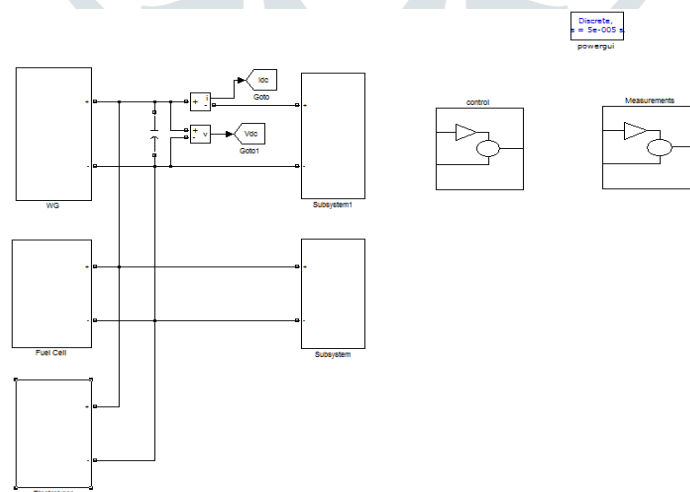 Discrete,
s = 5e-005 s.
powergui
Idc
Goto
i
+
-
+
-
v
Vdc
Goto1
+
-
WG
+
-
Subsystem1
control
Measurements
+
-
Fuel Cell
+
-
Subsystem
+
-